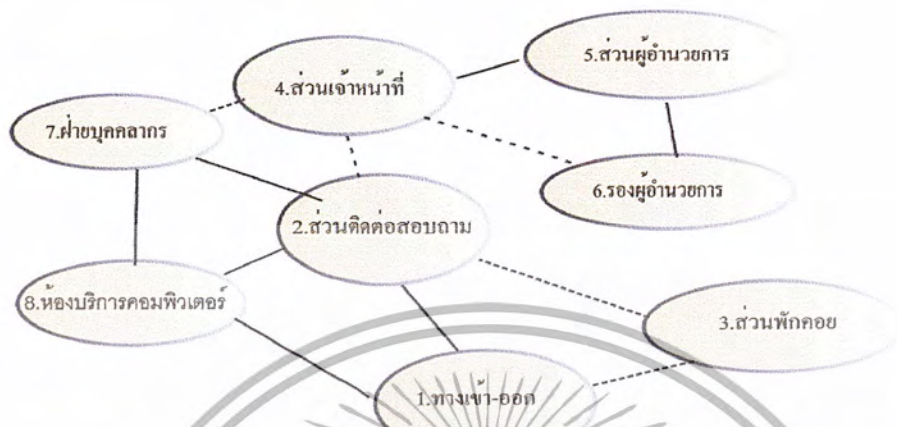 5.ส่วนผู้อำนวยการ
4.ส่วนเจ้าหน้าที่
7.ฝ่ายบุคคลากร
6.รองผู้อำนวยการ
2.ส่วนติดต่อสอบถาม
8.ห้องบริการคอมพิวเตอร์
3.ส่วนพักคอย
1.ทางเข้า-ออก